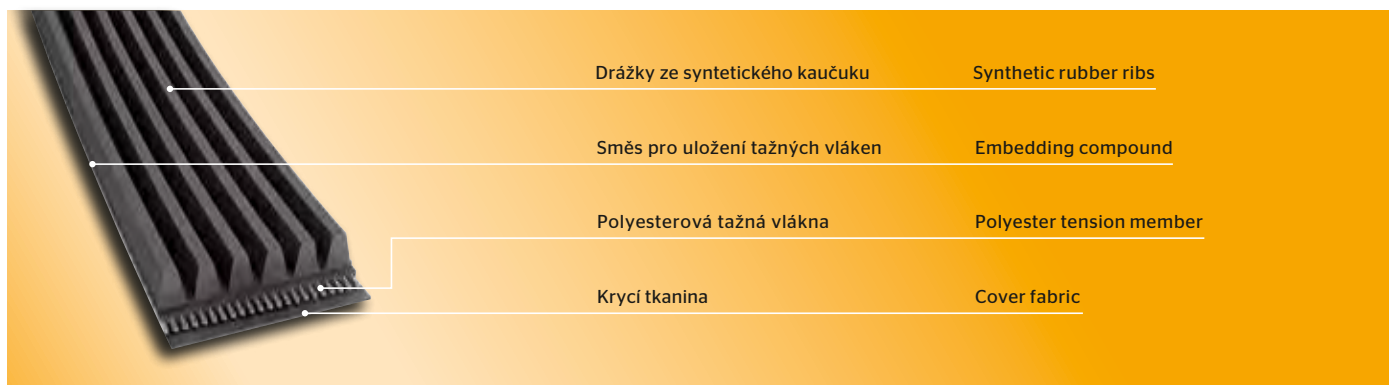 Drážky ze syntetického kaučuku Synthetic rubber ribs
Směs pro uložení tažných vláken Embedding compound
Polyesterová tažná vlákna Polyester tension member
Krycí tkanina Cover fabric